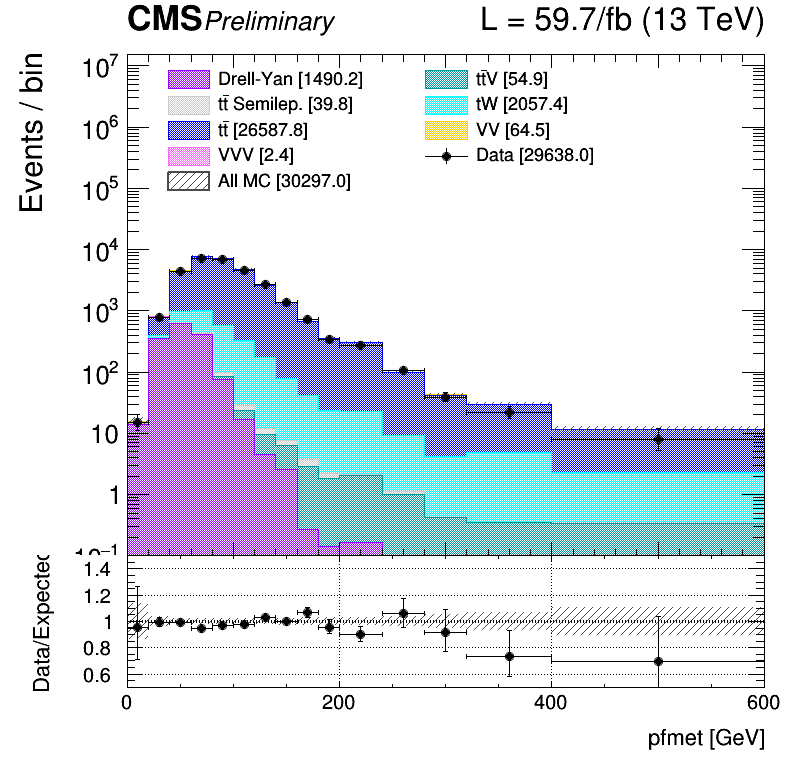 CMS Preliminary L = 59.7/fb (13 TeV)
Events / bin
10⁷
10⁶
10⁵
10⁴
10³
10²
10
1
10⁻¹
Drell-Yan [1490.2]
tt̄ Semilep. [39.8]
tt̄ [26587.8]
VVV [2.4]
All MC [30297.0]
tt̄V [54.9]
tW [2057.4]
VV [64.5]
Data [29638.0]
Data/Expected
1.4
1.2
1
0.8
0.6
0 200 400 600
pfmet [GeV]